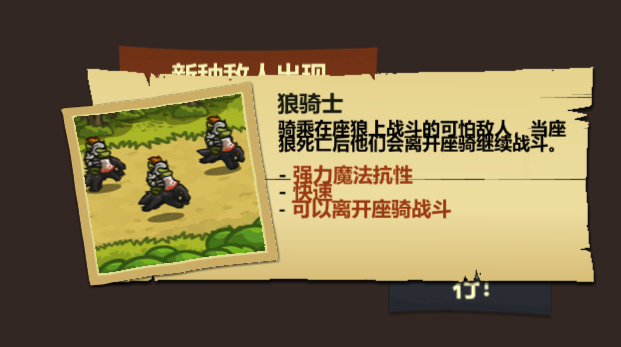 新种敌人出现
狼骑士
骑乘在座狼上战斗的可怕敌人。当座
狼死亡后他们会离开座骑继续战斗。
- 强力魔法抗性
- 快速
- 可以离开座骑战斗